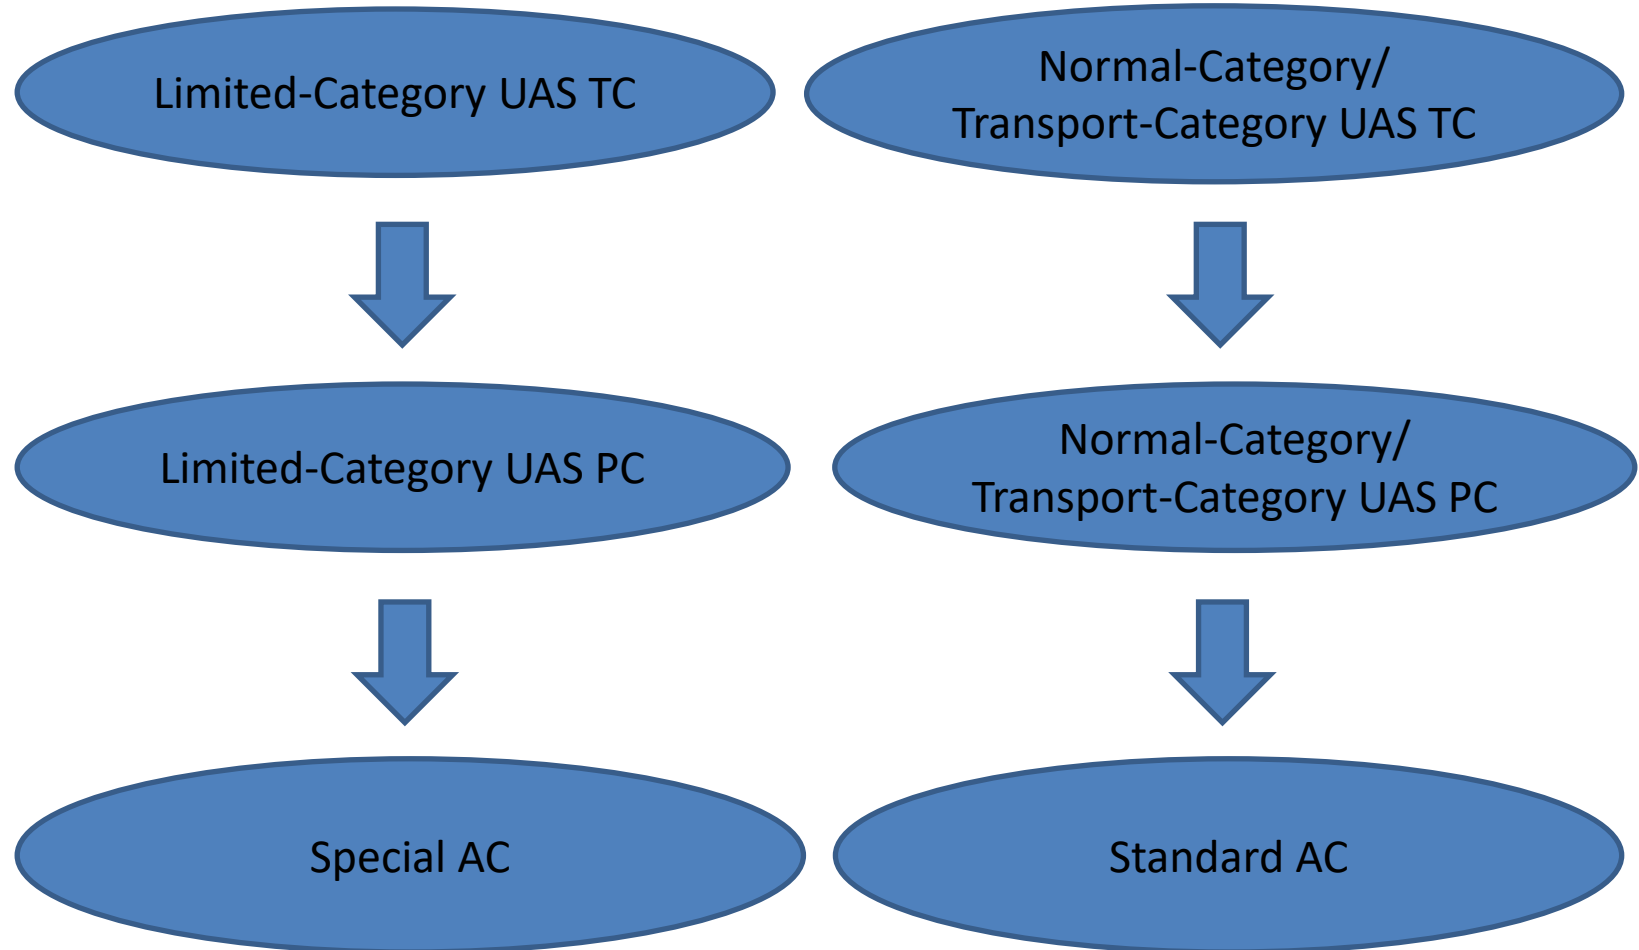 Limited-Category UAS TC
Normal-Category/
Transport-Category UAS TC
Limited-Category UAS PC
Normal-Category/
Transport-Category UAS PC
Special AC
Standard AC